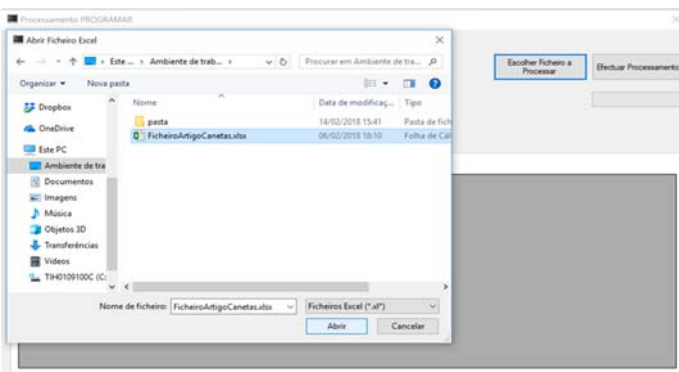 Processamento PROGRAMAR
Abrir Ficheiro Excel
Este ... > Ambiente de trab... >
Procurar em Ambiente de tra...
Organizar
Nova pasta
Escolher Ficheiro a
Processar
Efectuar Processamento
Nome
Data de modificaç...
Tipo
Dropbox
OneDrive
Este PC
Ambiente de tra
Documentos
Imagens
Música
Objetos 3D
Transferências
Vídeos
TIH0109100C (C:
pasta
14/02/2018 15:41
Pasta de fich
FicheiroArtigoCanetas.xlsx
06/02/2018 18:10
Folha de Cál
Nome de ficheiro:
FicheiroArtigoCanetas.xlsx
Ficheiros Excel (*.xl*)
Abrir
Cancelar